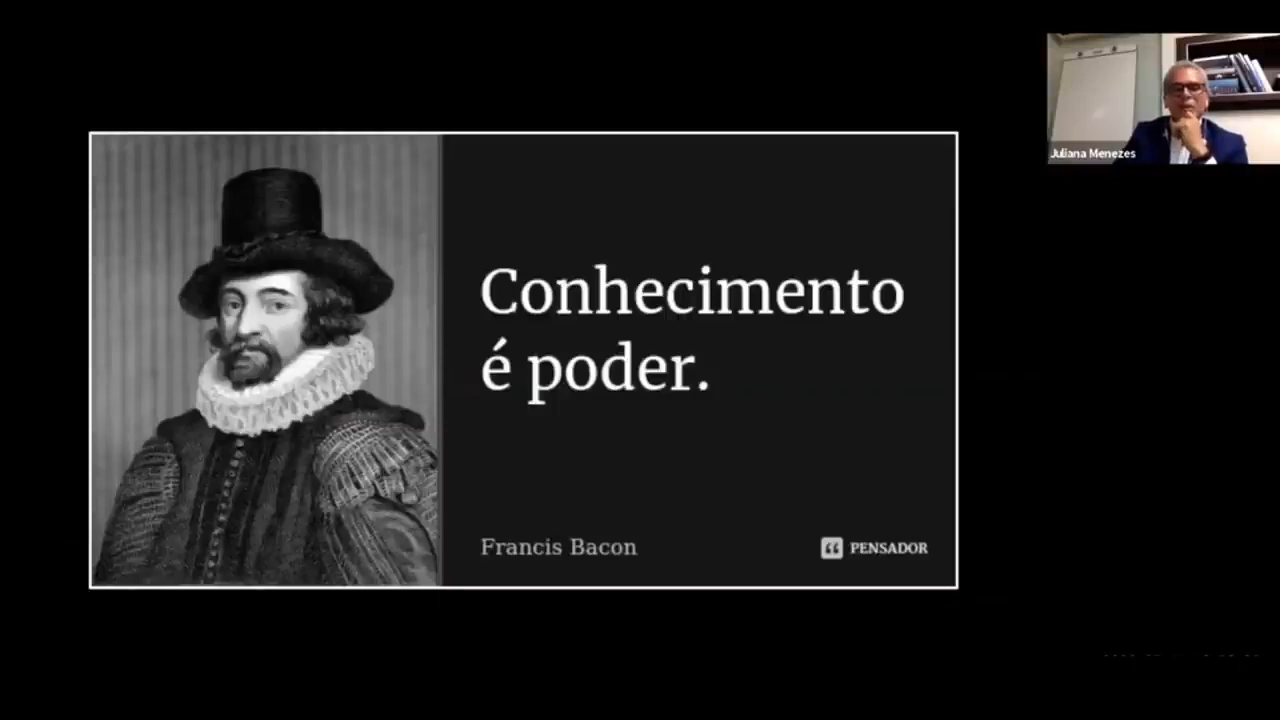 Juliana Menezes
Conhecimento
é poder.
Francis Bacon
PENSADOR